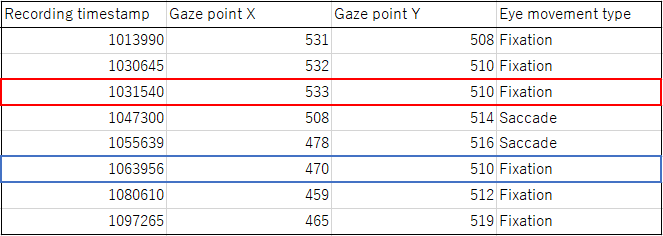 Recording timestamp Gaze point X Gaze point Y Eye movement type
1013990 531 508 Fixation
1030645 532 510 Fixation
1031540 533 510 Fixation
1047300 508 514 Saccade
1055639 478 516 Saccade
1063956 470 510 Fixation
1080610 459 512 Fixation
1097265 465 519 Fixation